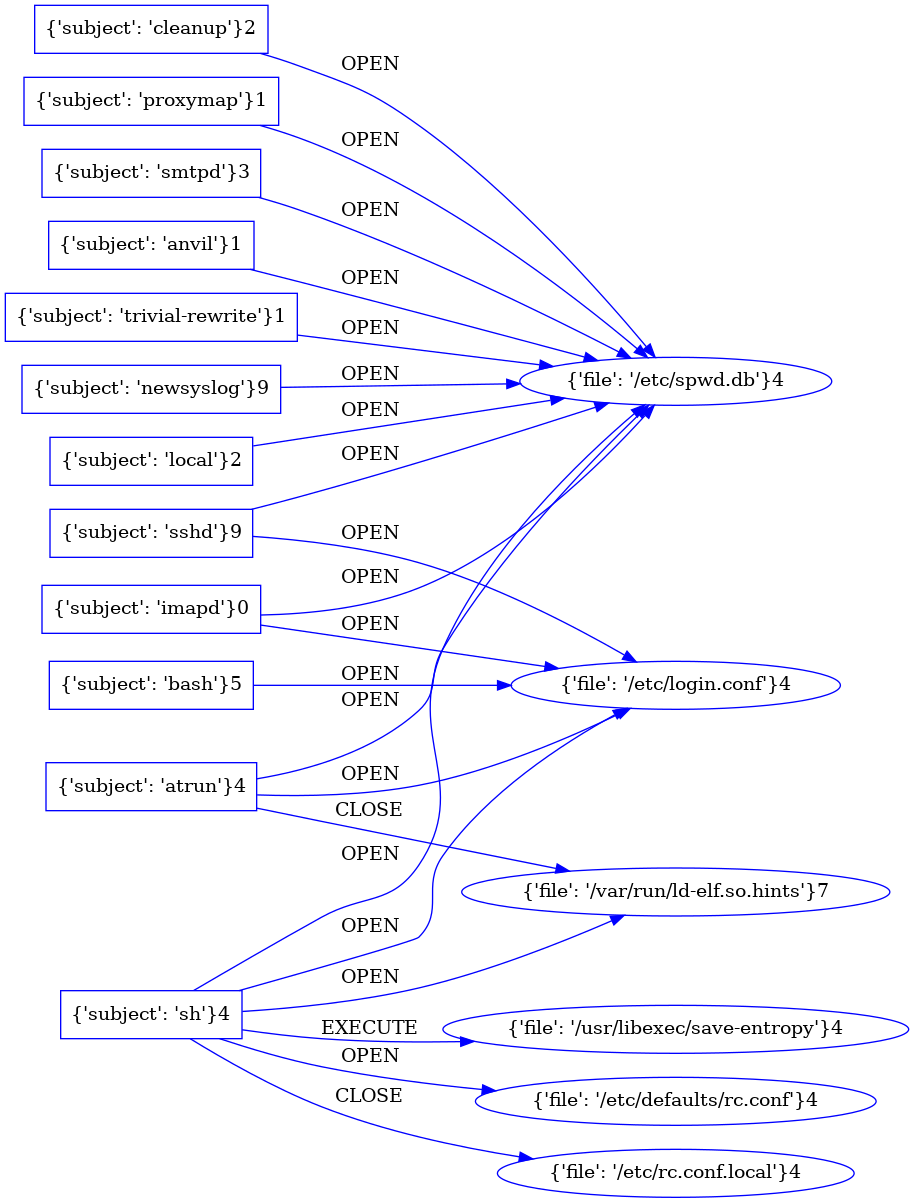 {'subject': 'cleanup'}2
OPEN
{'subject': 'proxymap'}1
OPEN
{'subject': 'smtpd'}3
OPEN
{'subject': 'anvil'}1
OPEN
{'subject': 'trivial-rewrite'}1
OPEN
{'subject': 'newsyslog'}9
OPEN
{'file': '/etc/spwd.db'}4
OPEN
{'subject': 'local'}2
OPEN
{'subject': 'sshd'}9
OPEN
OPEN
{'subject': 'imapd'}0
OPEN
{'subject': 'bash'}5
OPEN
{'file': '/etc/login.conf'}4
OPEN
{'subject': 'atrun'}4
OPEN
CLOSE
OPEN
{'file': '/var/run/ld-elf.so.hints'}7
OPEN
OPEN
{'subject': 'sh'}4
EXECUTE
{'file': '/usr/libexec/save-entropy'}4
OPEN
{'file': '/etc/defaults/rc.conf'}4
CLOSE
{'file': '/etc/rc.conf.local'}4